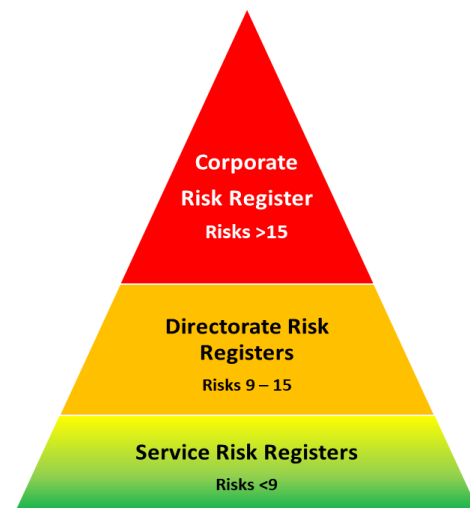 Corporate
Risk Register
Risks >15
Directorate Risk
Registers
Risks 9 – 15
Service Risk Registers
Risks <9